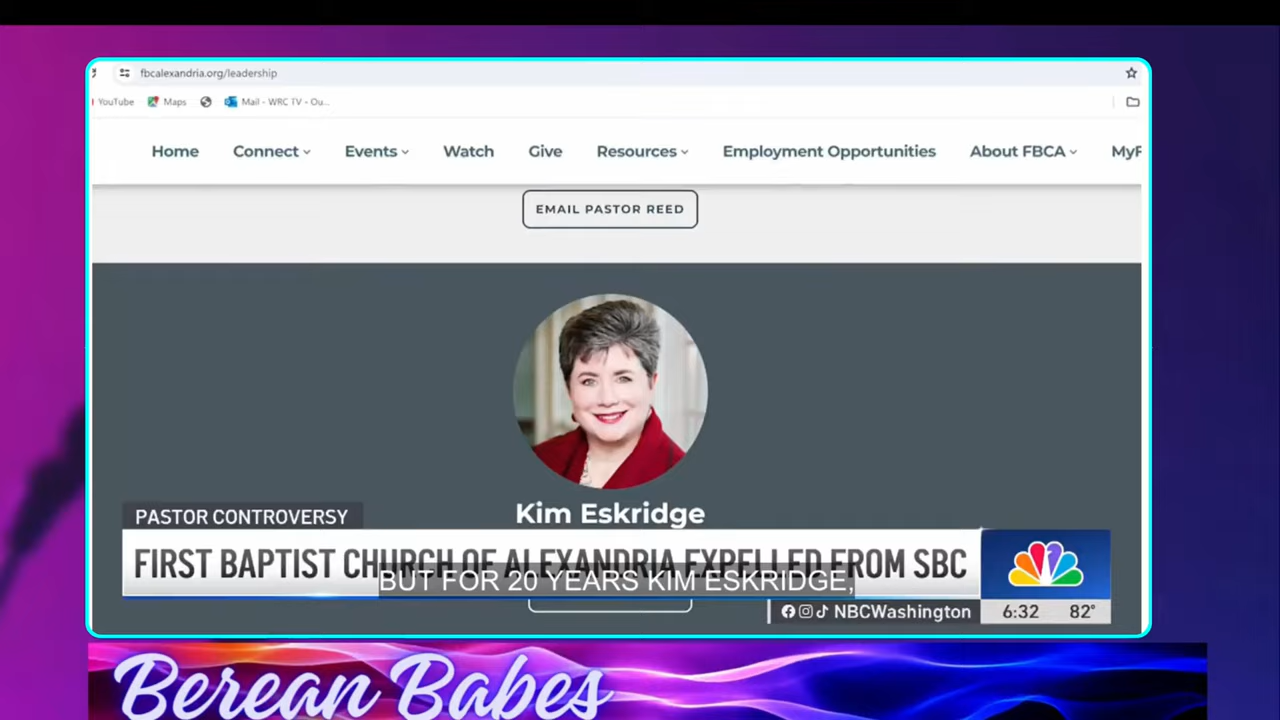 fbcalexandria.org/leadership
YouTube Maps Mail - WRC TV - Ou...
Home Connect Events Watch Give Resources Employment Opportunities About FBCA MyF
EMAIL PASTOR REED
Kim Eskridge
PASTOR CONTROVERSY
FIRST BAPTIST CHURCH OF ALEXANDRIA EXPELLED FROM SBC
BUT FOR 20 YEARS KIM ESKRIDGE,
NBCWashington
6:32 82°
Berean Babes